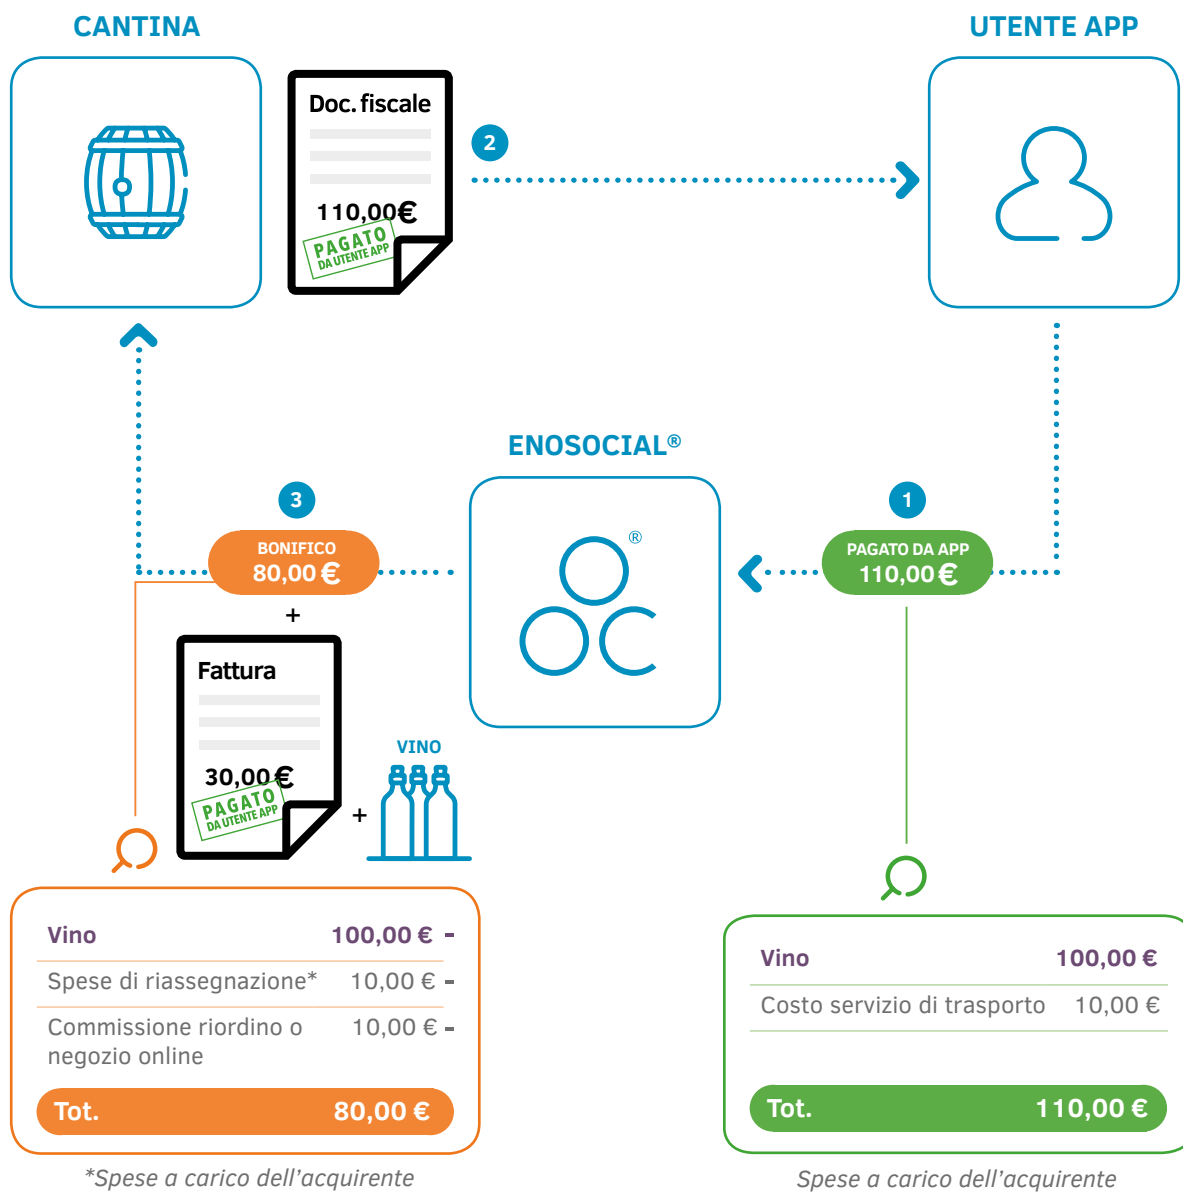 CANTINA
UTENTE APP
Doc. fiscale
110,00€
PAGATO
DA UTENTE APP
2
ENOSOCIAL®
3
1
BONIFICO
80,00 €
PAGATO DA APP
110,00 €
®
+
Fattura
30,00 €
PAGATO
DA UTENTE APP
+
VINO
Vino 100,00 € -
Spese di riassegnazione* 10,00 € -
Commissione riordino o 10,00 € -
negozio online
Tot. 80,00 €
*Spese a carico dell'acquirente
Vino 100,00 €
Costo servizio di trasporto 10,00 €
Tot. 110,00 €
Spese a carico dell'acquirente